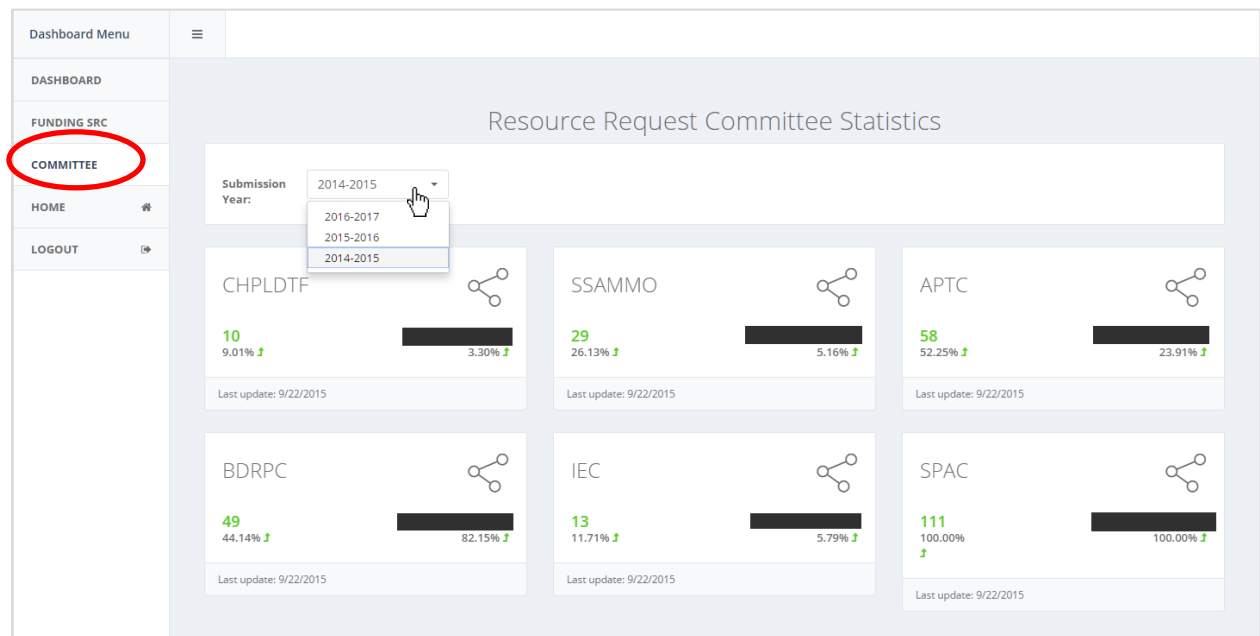 Dashboard Menu
DASHBOARD
FUNDING SRC
COMMITTEE
HOME
LOGOUT
Resource Request Committee Statistics
Submission
Year:
2014-2015
2016-2017
2015-2016
2014-2015
CHPLDTF
10
9.01%
3.30%
Last update: 9/22/2015
SSAMMO
29
26.13%
5.16%
Last update: 9/22/2015
APTC
58
52.25%
23.91%
Last update: 9/22/2015
BDRPC
49
44.14%
82.15%
Last update: 9/22/2015
IEC
13
11.71%
5.79%
Last update: 9/22/2015
SPAC
111
100.00%
100.00%
Last update: 9/22/2015